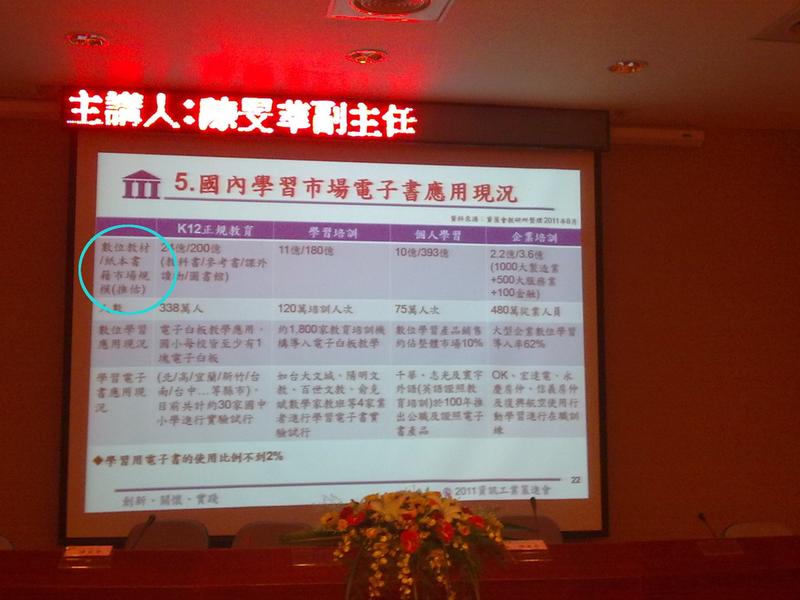 主講人:陳旻萃副主任
5.國內學習市場電子書應用現況
資料來源:資策會教研所整理2011年8月
K12正規教育 學習培訓 個人學習 企業培訓
數位教材
/紙本書
籍市場規
模(推估)
億/200億
(教科書/參考書/課外
讀物/圖書館)
11億/180億
10億/393億
2.2億/3.6億
(1000大製造業
+500大服務業
+100金融)
人數 338萬人 120萬培訓人次 75萬人次 480萬從業人員
數位學習
應用現況
電子白板教學應用,
國小每校皆至少有1
塊電子白板
約1,800家教育培訓機
構導入電子白板教學
數位學習產品銷售
約佔整體市場10%
大型企業數位學習
導入率62%
學習電子
書應用現
況
(北/高/宜蘭/新竹/台
南/台中…等縣市),
目前共計約30家國中
小學進行實驗試行
如台大文城、陽明文
教、百世文教、俞克
斌數學家教班等4家業
者進行學習電子書實
驗試行
千華、志光及寰宇
外語(英語證照教
育培訓)於100年推
出公職及證照電子
書產品
OK、宏達電、永
慶房仲、信義房仲
及復興航空使用行
動學習進行在職訓
練
◆學習用電子書的使用比例不到2%
22
創新、關懷、實踐
© 2011資訊工業策進會